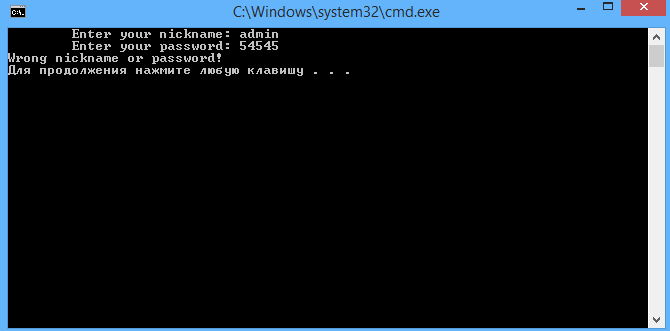 C:\Windows\system32\cmd.exe
Enter your nickname: admin
Enter your password: 54545
Wrong nickname or password!
Для продолжения нажмите любую клавишу . . .